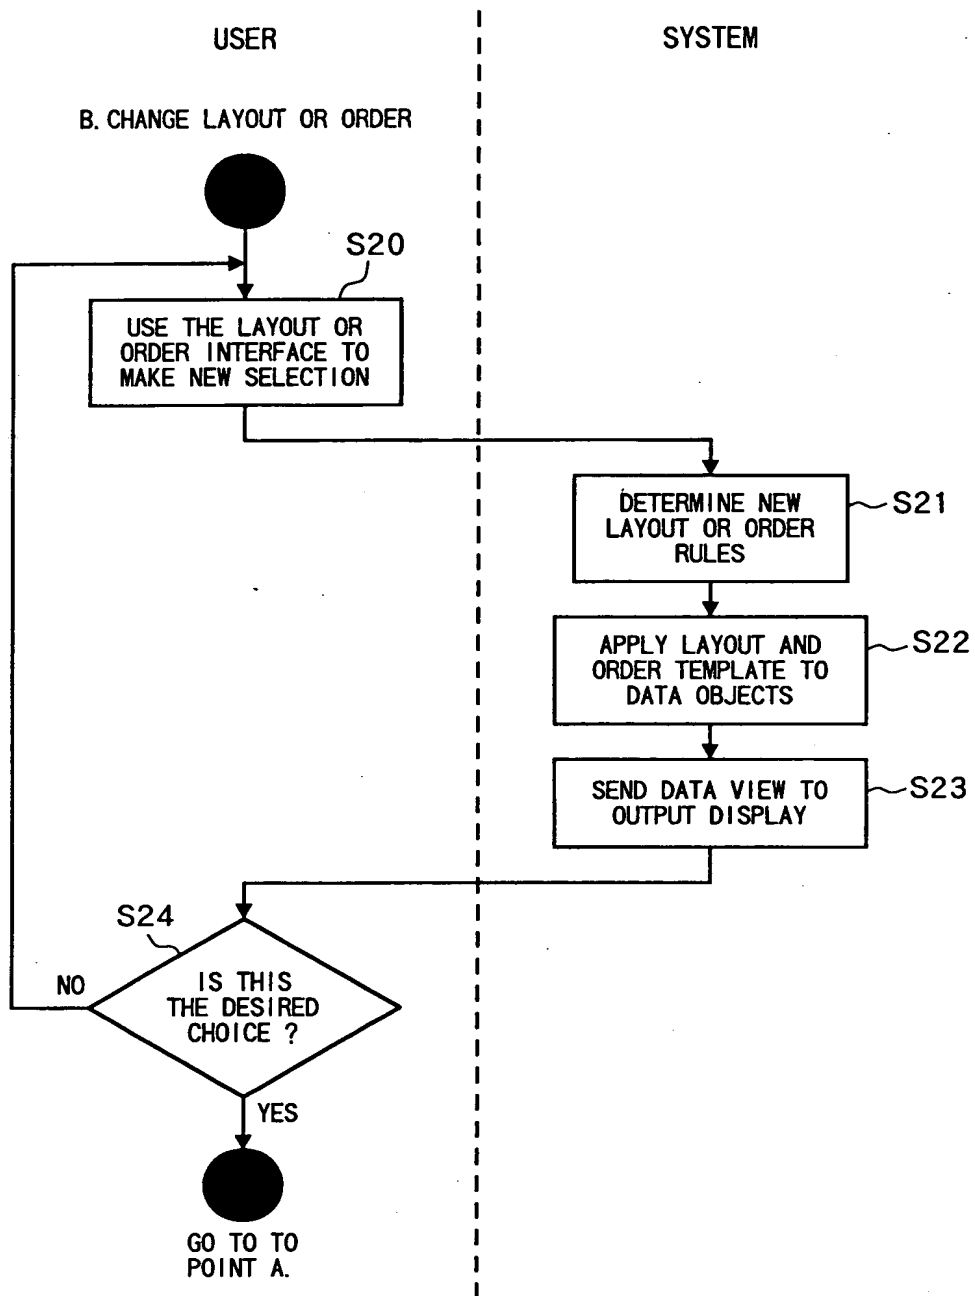 USER
SYSTEM
B. CHANGE LAYOUT OR ORDER
S20
USE THE LAYOUT OR
ORDER INTERFACE TO
MAKE NEW SELECTION
DETERMINE NEW
LAYOUT OR ORDER
RULES
S21
APPLY LAYOUT AND
ORDER TEMPLATE TO
DATA OBJECTS
S22
SEND DATA VIEW TO
OUTPUT DISPLAY
S23
S24
NO
IS THIS
THE DESIRED
CHOICE ?
YES
GO TO TO
POINT A.